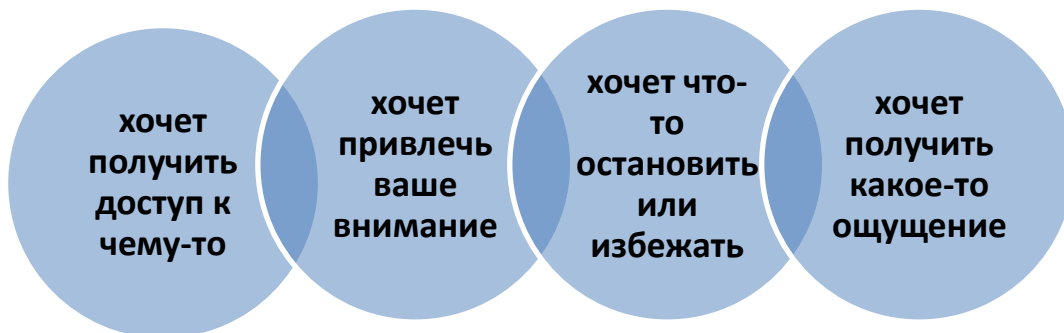 хочет
получить
доступ к
чему-то
хочет
привлечь
ваше
внимание
хочет что-
то
остановить
или
избежать
хочет
получить
какое-то
ощущение